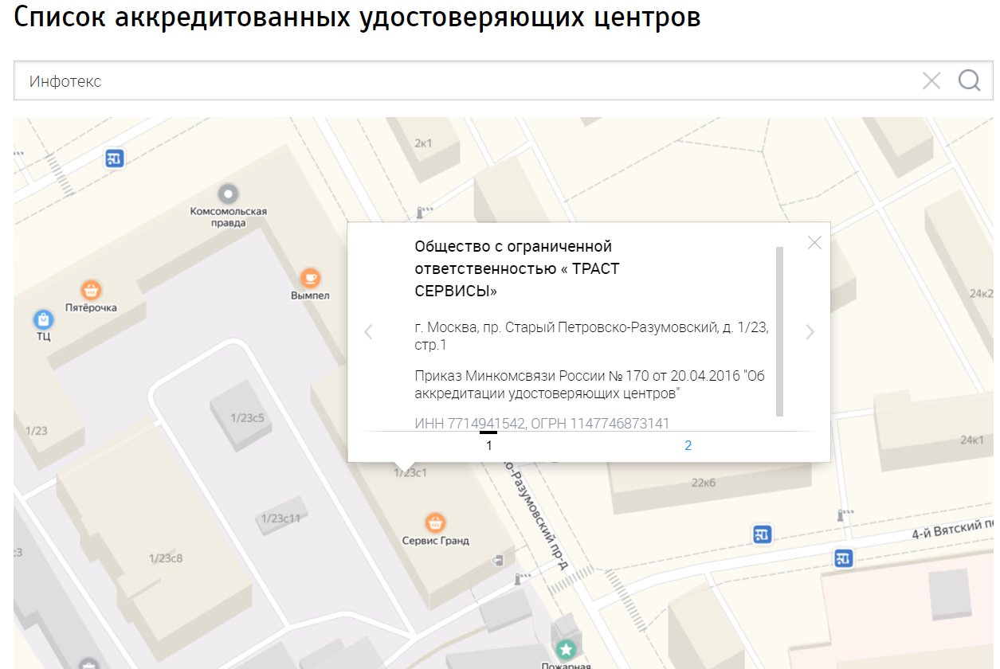 Список аккредитованных удостоверяющих центров
Инфотекс
2к1
Комсомольская
правда
Общество с ограниченной
ответственностью « ТРАСТ
СЕРВИСЫ»
Вымпел
Пятёрочка
24к2
ТЦ
г. Москва, пр. Старый Петровско-Разумовский, д. 1/23,
стр.1
Приказ Минкомсвязи России № 170 от 20.04.2016 "Об
аккредитации удостоверяющих центров"
1/23с5
ИНН 7714941542, ОГРН 1147746873141
1/23
24к1
1
2
1/23с1
о-Разумовский пр-д
22к6
1/23с11
Сервис Гранд
4-й Вятский пе
с3
1/23с8
Пожарная